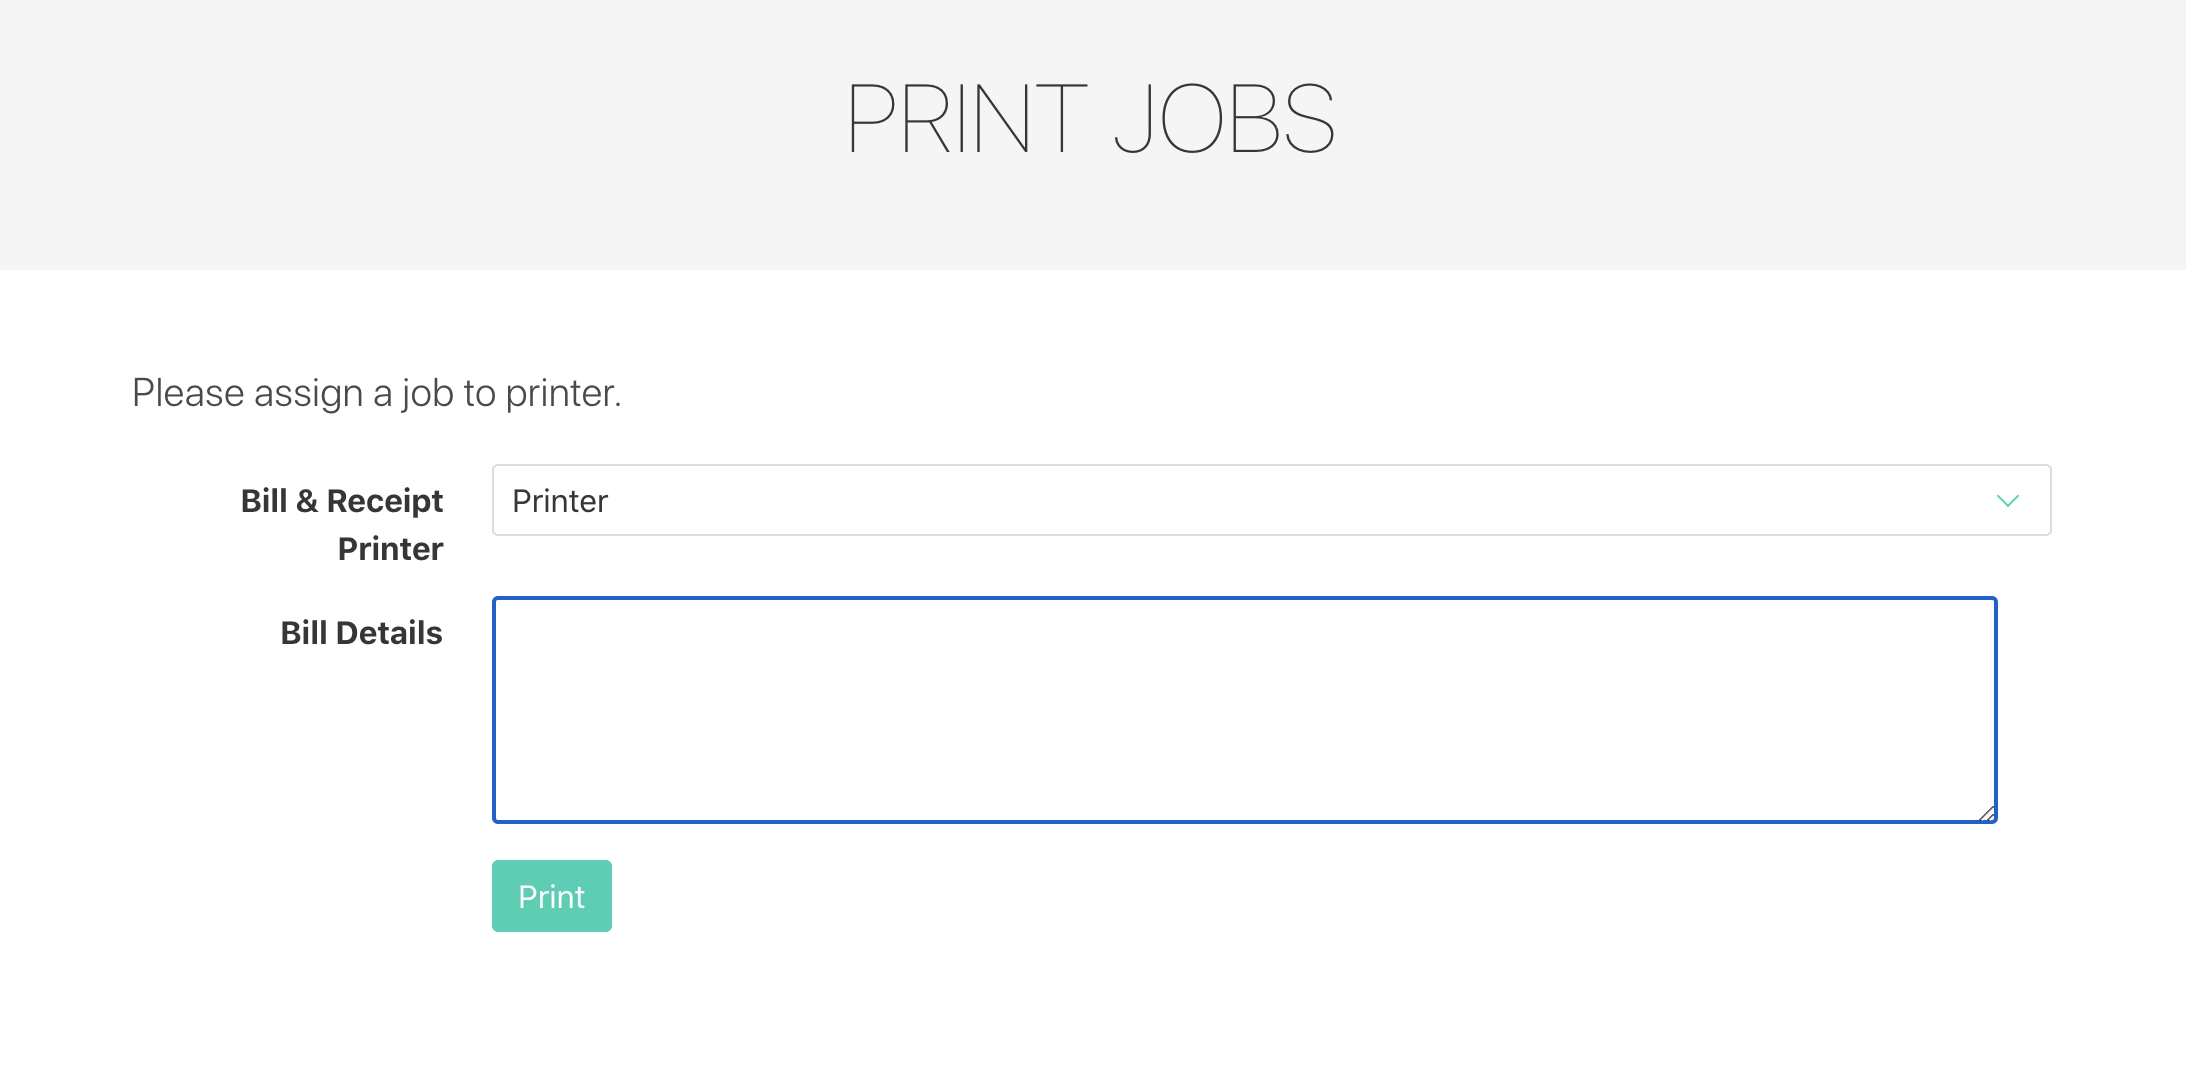 PRINT JOBS
Please assign a job to printer.
Bill & Receipt
Printer
Printer
Bill Details
Print